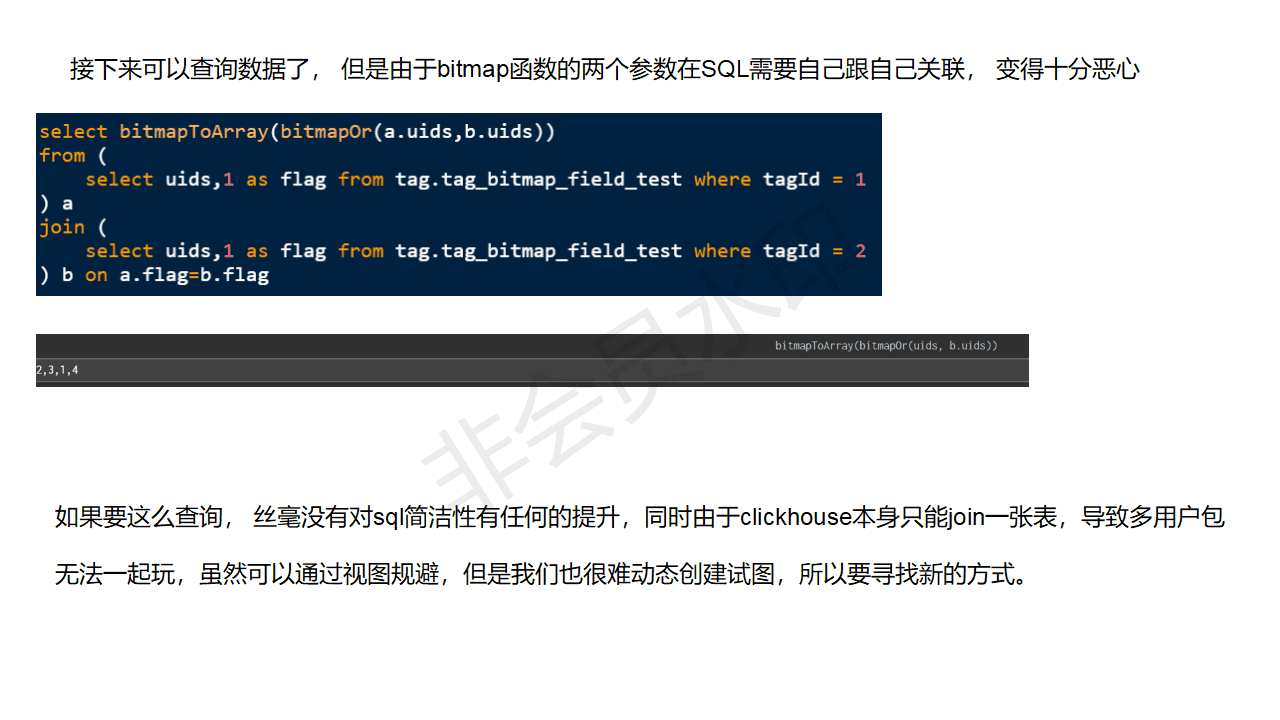 接下来可以查询数据了， 但是由于bitmap函数的两个参数在SQL需要自己跟自己关联， 变得十分恶心
select bitmapToArray(bitmapOr(a.uids,b.uids))
from (
    select uids,1 as flag from tag.tag_bitmap_field_test where tagId = 1
) a
join (
    select uids,1 as flag from tag.tag_bitmap_field_test where tagId = 2
) b on a.flag=b.flag
bitmapToArray(bitmapOr(uids, b.uids))
2,3,1,4
非会员水印
如果要这么查询， 丝毫没有对sql简洁性有任何的提升，同时由于clickhouse本身只能join一张表，导致多用户包
无法一起玩，虽然可以通过视图规避，但是我们也很难动态创建试图，所以要寻找新的方式。